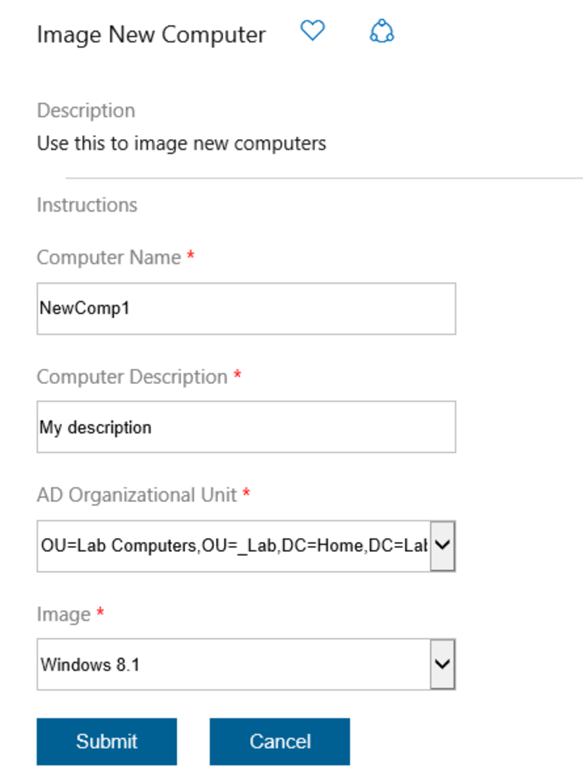 Image New Computer
Description
Use this to image new computers
Instructions
Computer Name *
NewComp1
Computer Description *
My description
AD Organizational Unit *
OU=Lab Computers,OU=_Lab,DC=Home,DC=Lab
Image *
Windows 8.1
Submit Cancel